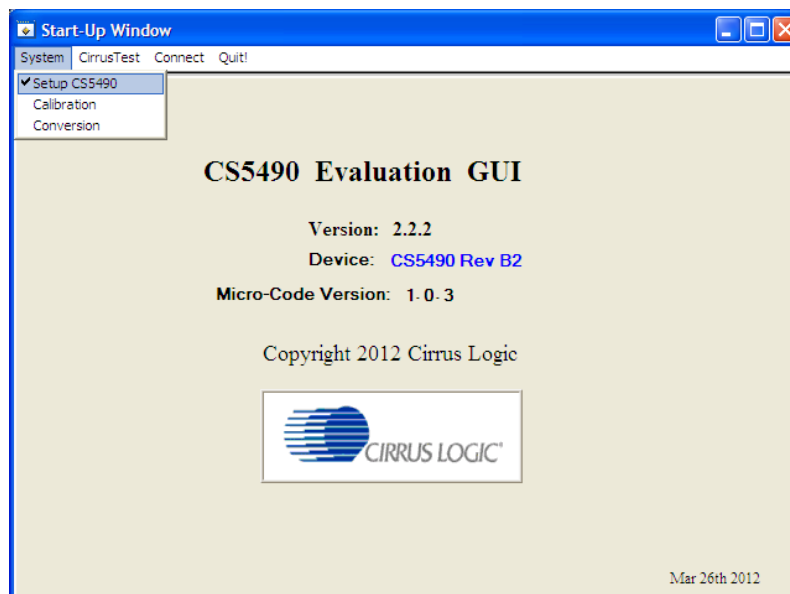 Start-Up Window
System CirrusTest Connect Quit!
Setup CS5490
Calibration
Conversion
CS5490 Evaluation GUI
Version: 2.2.2
Device: CS5490 Rev B2
Micro-Code Version: 1.0.3
Copyright 2012 Cirrus Logic
CIRRUS LOGIC®
Mar 26th 2012